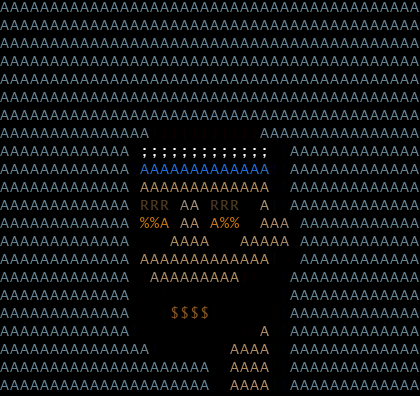 AAAAAAAAAAAAAAAAAAAAAAAAAAAAAAAAAAAAAAAAAA
AAAAAAAAAAAAAAAAAAAAAAAAAAAAAAAAAAAAAAAAAA
AAAAAAAAAAAAAAAAAAAAAAAAAAAAAAAAAAAAAAAAAA
AAAAAAAAAAAAAAAAAAAAAAAAAAAAAAAAAAAAAAAAAA
AAAAAAAAAAAAAAAAAAAAAAAAAAAAAAAAAAAAAAAAAA
AAAAAAAAAAAAAAAAAAAAAAAAAAAAAAAAAAAAAAAAAA
AAAAAAAAAAAAAAAAAAAAAAAAAAAAAAAAAAAAAAAAAA
AAAAAAAAAAAAAAA           AAAAAAAAAAAAAAAA
AAAAAAAAAAAAA ;;;;;;;;;;;;;  AAAAAAAAAAAAA
AAAAAAAAAAAAA AAAAAAAAAAAAA  AAAAAAAAAAAAA
AAAAAAAAAAAAA AAAAAAAAAAAAA  AAAAAAAAAAAAA
AAAAAAAAAAAAA RRR AA RRR  A  AAAAAAAAAAAAA
AAAAAAAAAAAAA %%A AA A%%  AAA AAAAAAAAAAAA
AAAAAAAAAAAAA    AAAA   AAAAA AAAAAAAAAAAA
AAAAAAAAAAAAA AAAAAAAAAAAAA   AAAAAAAAAAAA
AAAAAAAAAAAAA  AAAAAAAAA     AAAAAAAAAAAAA
AAAAAAAAAAAAA                AAAAAAAAAAAAA
AAAAAAAAAAAAA    $$$$        AAAAAAAAAAAAA
AAAAAAAAAAAAA             A  AAAAAAAAAAAAA
AAAAAAAAAAAAAAA        AAAA  AAAAAAAAAAAAA
AAAAAAAAAAAAAAAAAAAAA  AAAA  AAAAAAAAAAAAA
AAAAAAAAAAAAAAAAAAAAA  AAAA  AAAAAAAAAAAAA